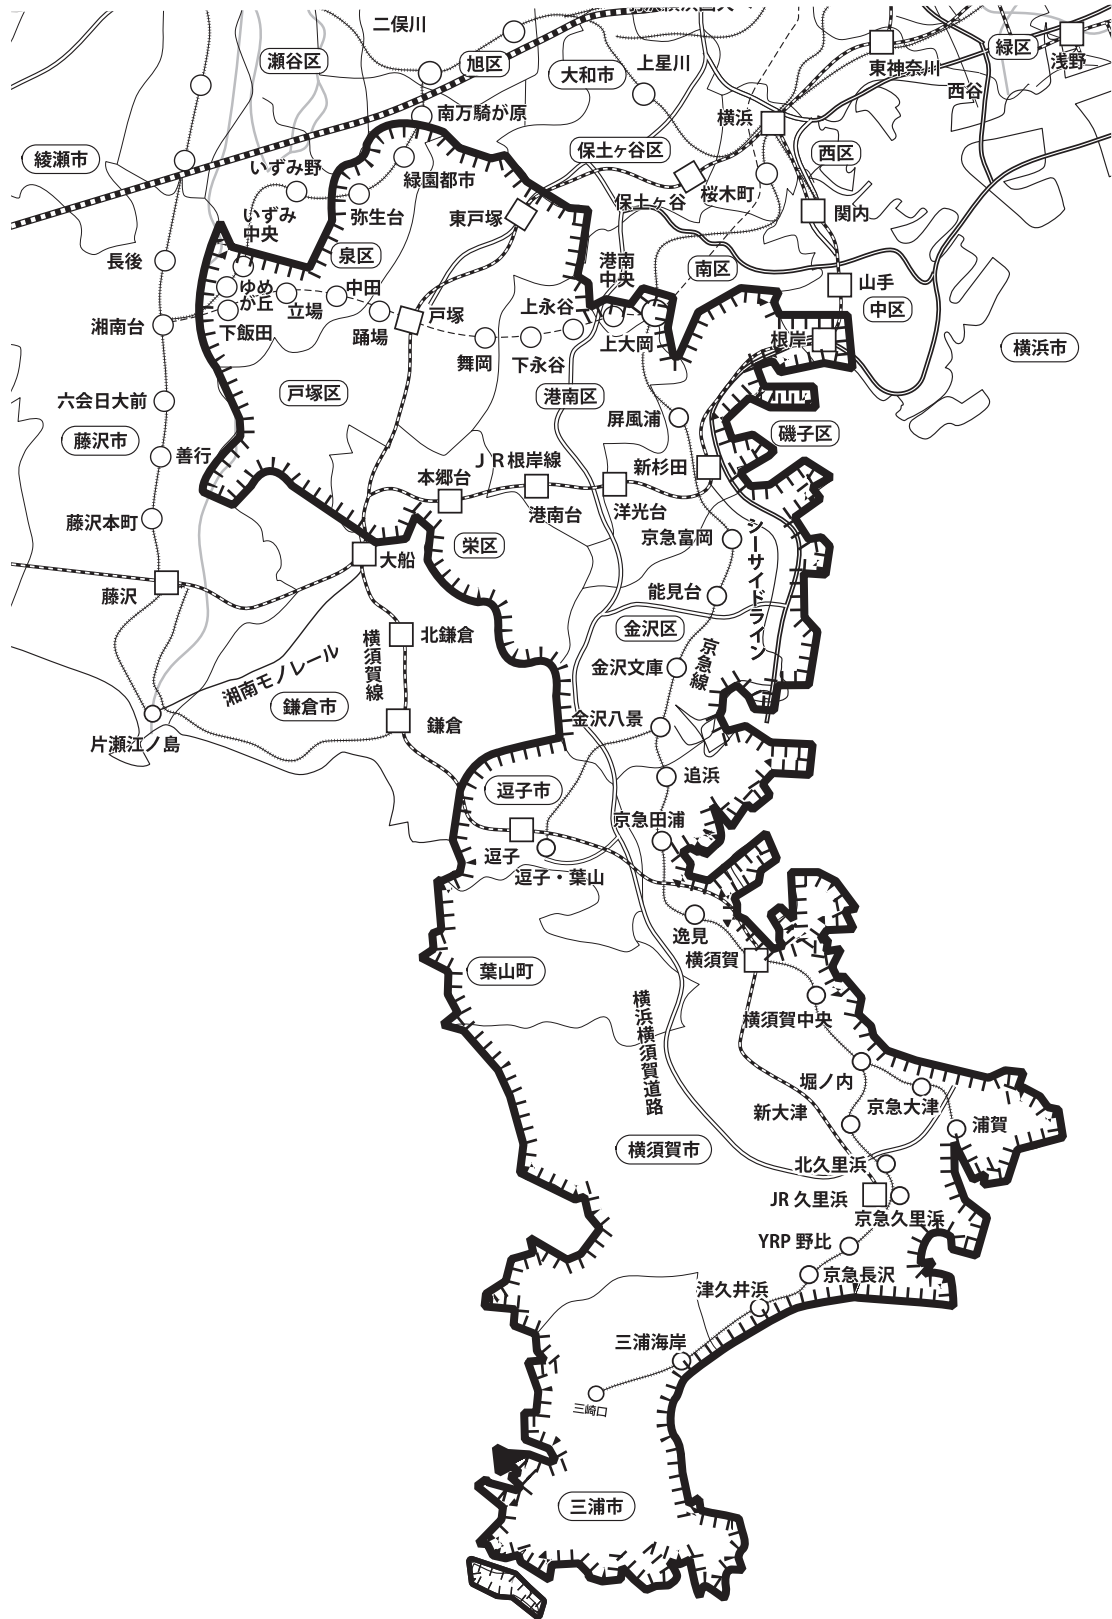 二俣川
瀬谷区
旭区
大和市
上星川
東神奈川
緑区
浅野
西谷
綾瀬市
南万騎が原
横浜
保土ヶ谷区
西区
いずみ野
緑園都市
保土ヶ谷
桜木町
関内
いずみ
中央
弥生台
東戸塚
泉区
長後
港南
中央
南区
山手
中区
ゆめ
が丘
中田
立場
湘南台
下飯田
踊場
戸塚
上永谷
舞岡
下永谷
上大岡
根岸
横浜市
戸塚区
港南区
六会日大前
藤沢市
屏風浦
磯子区
善行
JR根岸線
本郷台
新杉田
港南台
洋光台
藤沢本町
栄区
京急富岡
シーサイドライン
大船
藤沢
能見台
北鎌倉
金沢区
横須賀線
京急線
金沢文庫
湘南モノレール
鎌倉市
鎌倉
金沢八景
片瀬江ノ島
追浜
逗子市
京急田浦
逗子
逗子・葉山
逸見
横須賀
葉山町
横浜横須賀道路
横須賀中央
堀ノ内
京急大津
新大津
浦賀
横須賀市
北久里浜
JR 久里浜
京急久里浜
YRP 野比
京急長沢
津久井浜
三浦海岸
三崎口
三浦市